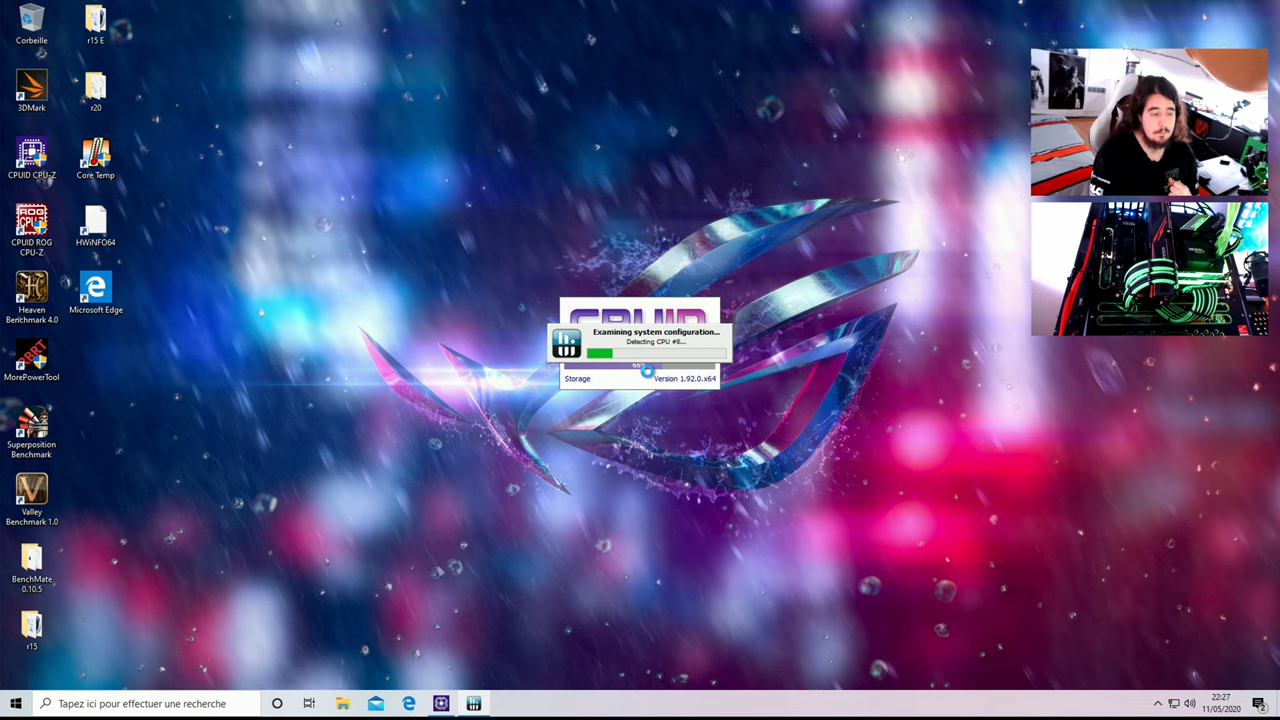 Corbeille
r15 E
3DMark
r20
CPUID CPU-Z
Core Temp
CPUID ROG
CPU-Z
HWiNFO64
Heaven
Benchmark 4.0
Microsoft Edge
MorePowerTool
Superposition
Benchmark
Valley
Benchmark 1.0
BenchMate
0.10.5
r15
CPUID
Examining system configuration...
Detecting CPU #8...
Storage
Version 1.92.0.x64
Tapez ici pour effectuer une recherche
22:27
11/05/2020
2